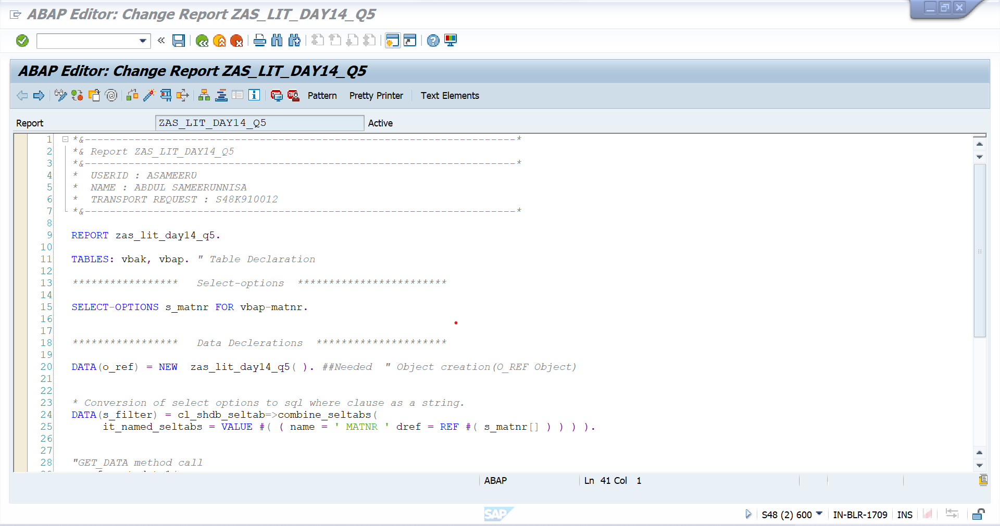 ABAP Editor: Change Report ZAS_LIT_DAY14_Q5
ABAP Editor: Change Report ZAS_LIT_DAY14_Q5
Pattern Pretty Printer Text Elements
Report ZAS_LIT_DAY14_Q5 Active
1 *&---------------------------------------------------------------------*
2 *& Report ZAS_LIT_DAY14_Q5
3 *&---------------------------------------------------------------------*
4 * USERID : ASAMEERU
5 * NAME : ABDUL SAMEERUNNISA
6 * TRANSPORT REQUEST : S48K910012
7 *&---------------------------------------------------------------------*
8
9 REPORT zas_lit_day14_q5.
10
11 TABLES: vbak, vbap. " Table Declaration
12
13 ***************** Select-options ************************
14
15 SELECT-OPTIONS s_matnr FOR vbap-matnr.
16
17
18 ***************** Data Declerations *********************
19
20 DATA(o_ref) = NEW zas_lit_day14_q5( ). ##Needed " Object creation(O_REF Object)
21
22
23 * Conversion of select options to sql where clause as a string.
24 DATA(s_filter) = cl_shdb_seltab=>combine_seltabs(
25 it_named_seltabs = VALUE #( ( name = ' MATNR ' dref = REF #( s_matnr[] ) ) ) ).
26
27
28 "GET_DATA method call
ABAP Ln 41 Col 1
SAP S48 (2) 600 IN-BLR-1709 INS